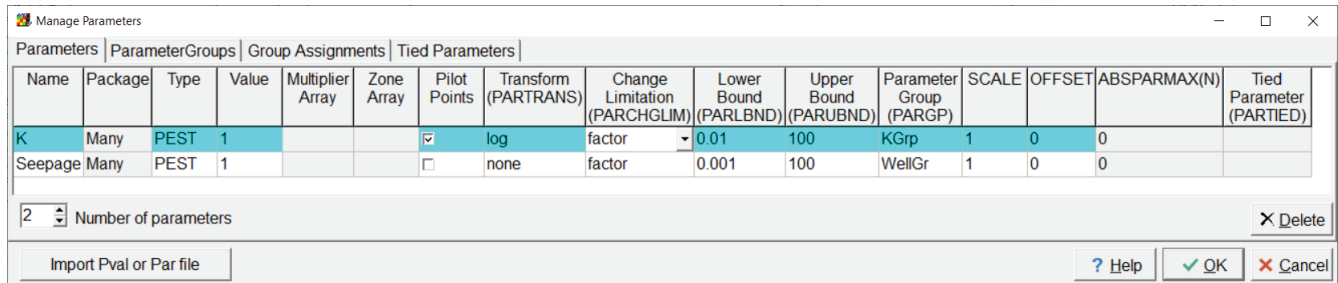 Manage Parameters
Parameters ParameterGroups Group Assignments Tied Parameters
Name Package Type Value Multiplier Array Zone Array Pilot Points Transform (PARTRANS) Change Limitation (PARCHGLIM) Lower Bound (PARLBND) Upper Bound (PARUBND) Parameter Group (PARGP) SCALE OFFSET ABSPARMAX(N) Tied Parameter (PARTIED)
K Many PEST 1 log factor 0.01 100 KGrp 1 0 0
Seepage Many PEST 1 none factor 0.001 100 WellGr 1 0 0
2 Number of parameters Delete
Import Pval or Par file ? Help OK Cancel